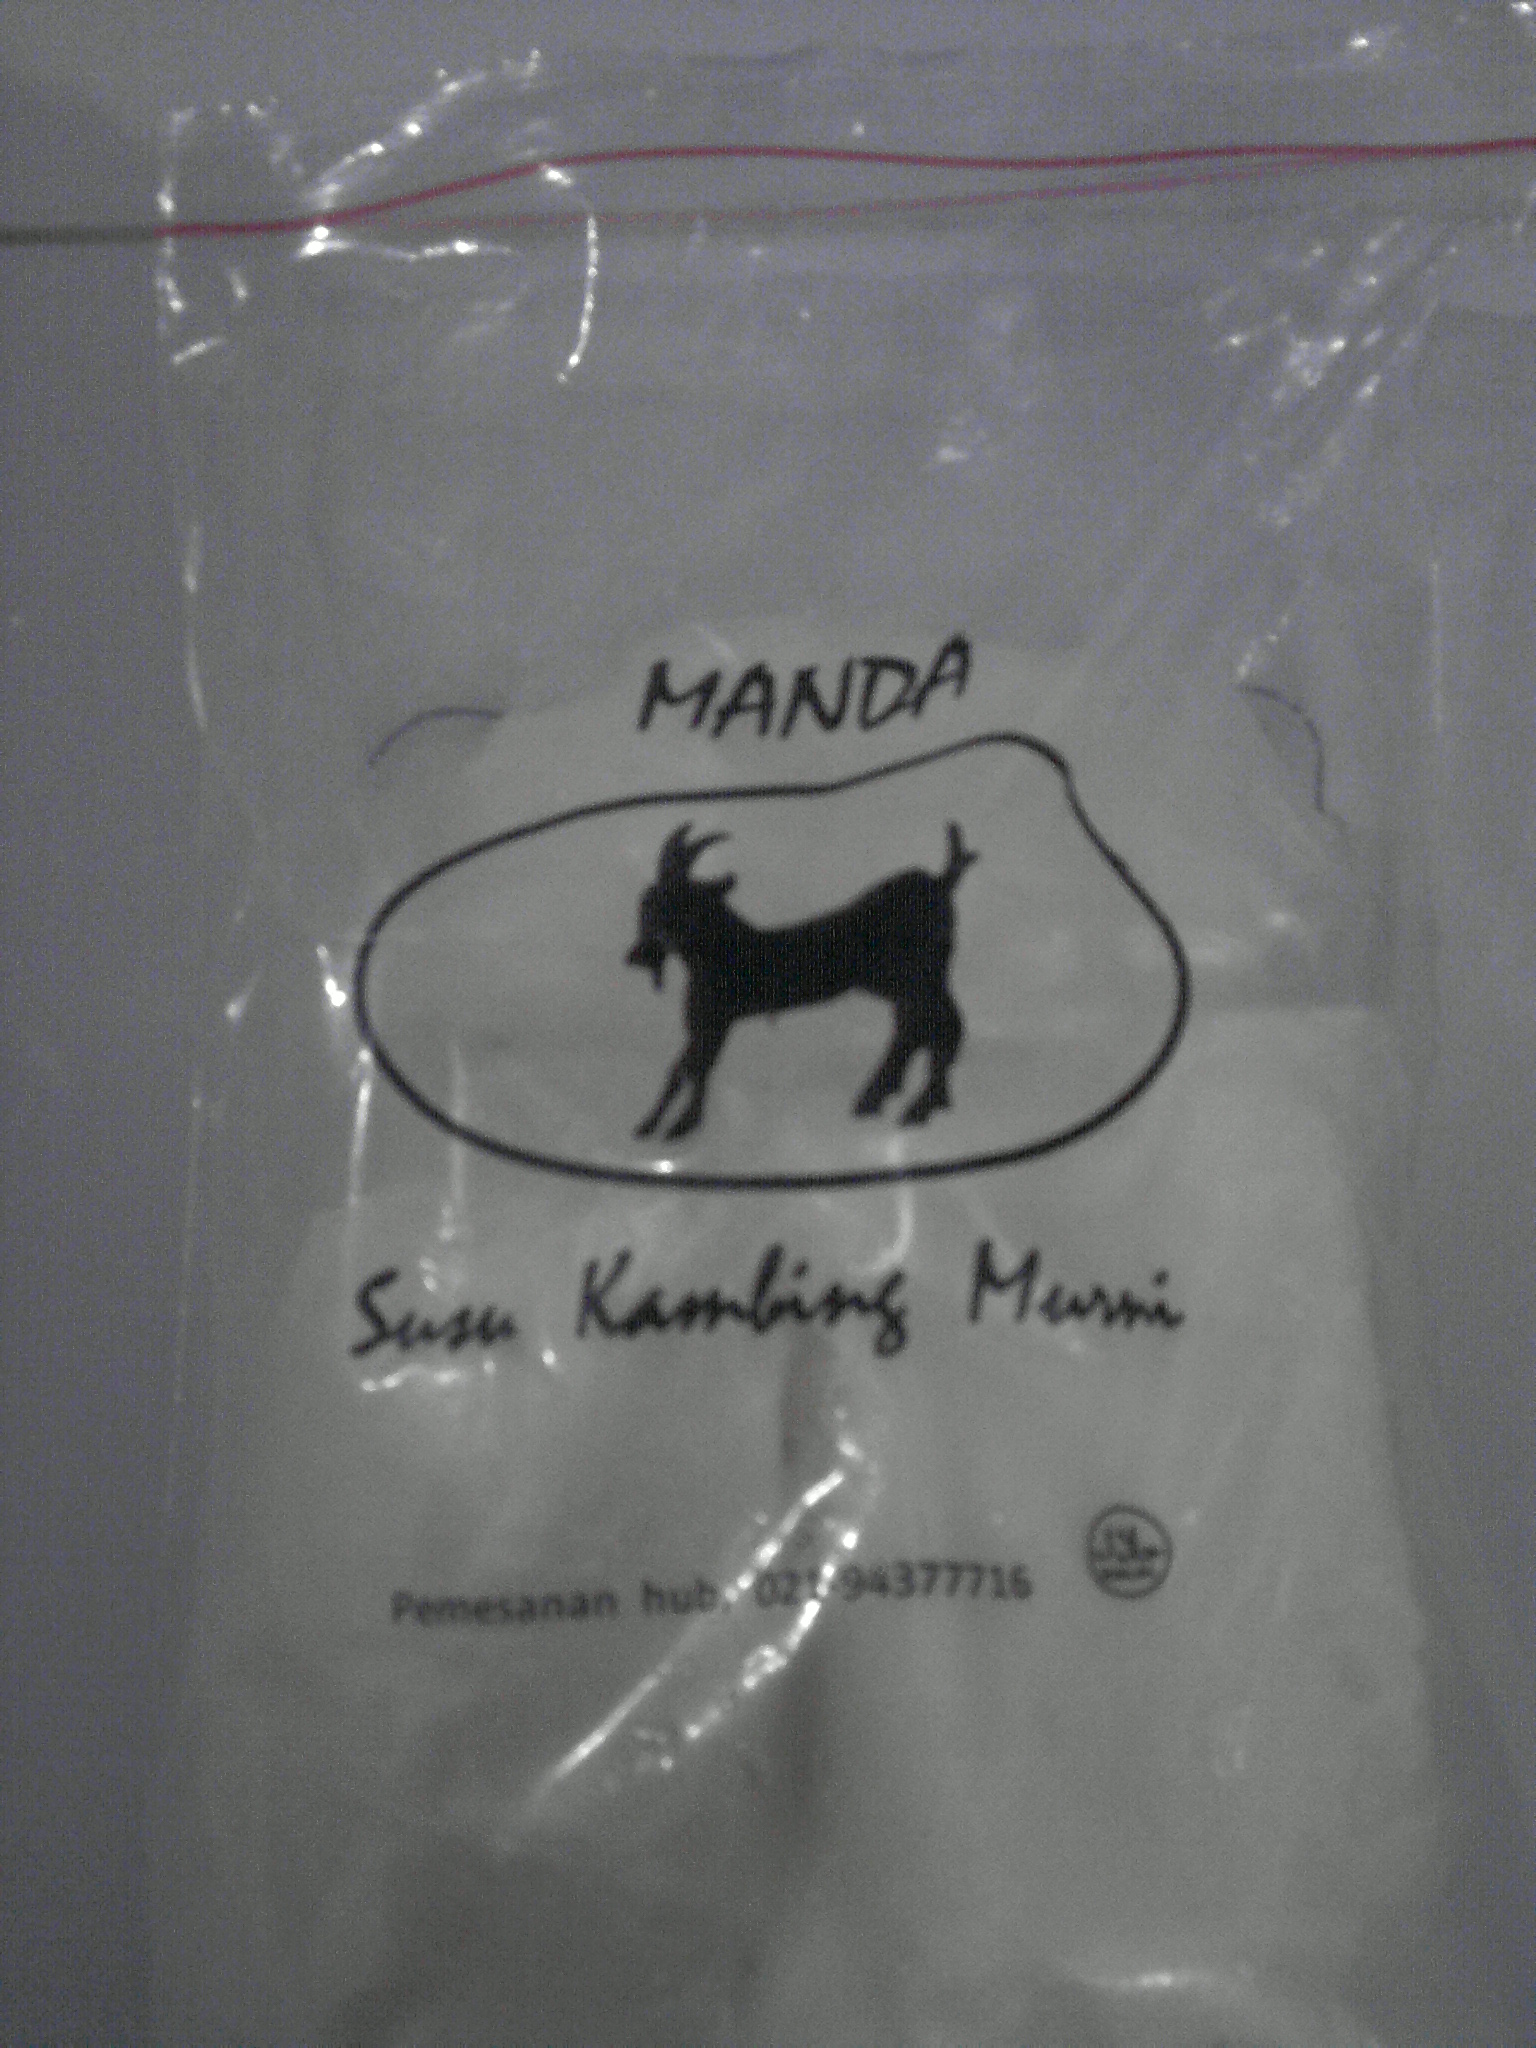 MANDA
Susu Kambing Murni
Pemesanan hub. 021-94377716